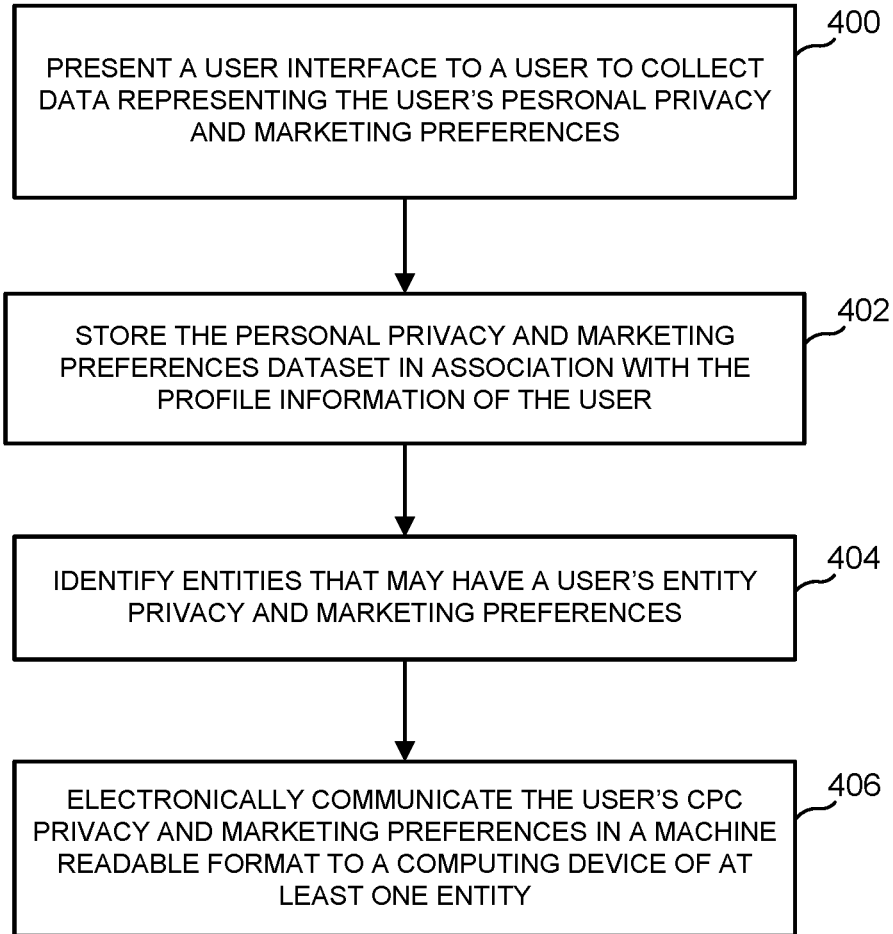 400
PRESENT A USER INTERFACE TO A USER TO COLLECT
DATA REPRESENTING THE USER'S PESRONAL PRIVACY
AND MARKETING PREFERENCES
402
STORE THE PERSONAL PRIVACY AND MARKETING
PREFERENCES DATASET IN ASSOCIATION WITH THE
PROFILE INFORMATION OF THE USER
404
IDENTIFY ENTITIES THAT MAY HAVE A USER'S ENTITY
PRIVACY AND MARKETING PREFERENCES
406
ELECTRONICALLY COMMUNICATE THE USER'S CPC
PRIVACY AND MARKETING PREFERENCES IN A MACHINE
READABLE FORMAT TO A COMPUTING DEVICE OF AT
LEAST ONE ENTITY